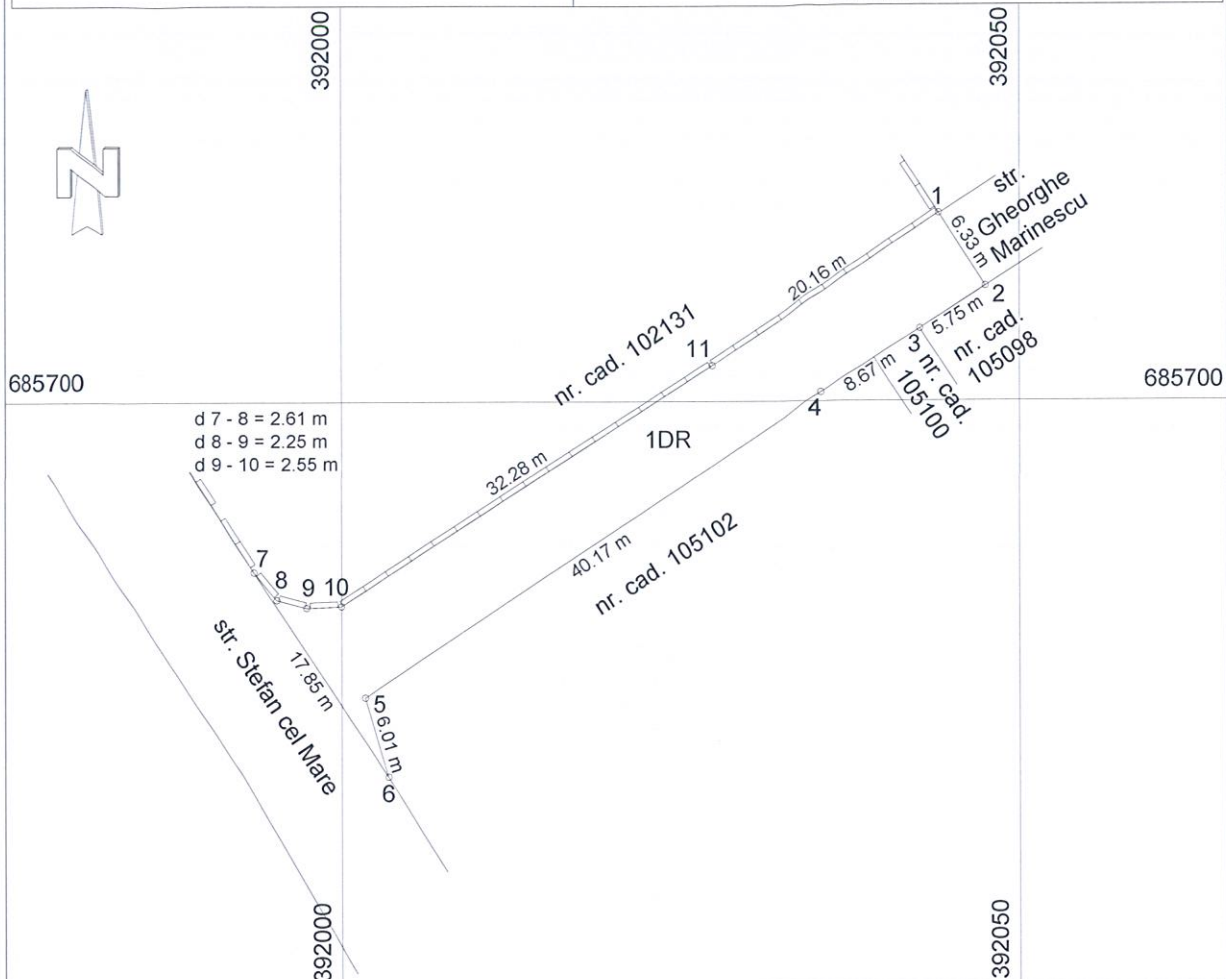 392000
392050
N
1
str.
Gheorghe
Marinescu
6.33 m
2
20.16 m
5.75 m
3
nr. cad.
105098
nr. cad. 102131
11
8.67 m
nr. cad.
105100
4
685700
685700
d 7 - 8 = 2.61 m
d 8 - 9 = 2.25 m
d 9 - 10 = 2.55 m
1DR
32.28 m
40.17 m
nr. cad. 105102
7
8
9
10
str. Stefan cel Mare
17.85 m
5
6.01 m
6
392000
392050